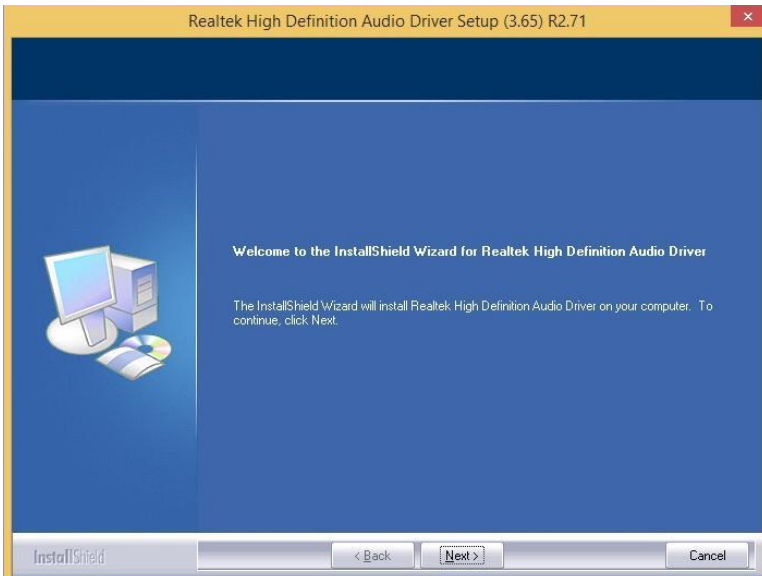 Realtek High Definition Audio Driver Setup (3.65) R2.71
Welcome to the InstallShield Wizard for Realtek High Definition Audio Driver
The InstallShield Wizard will install Realtek High Definition Audio Driver on your computer. To
continue, click Next.
InstallShield
< Back Next > Cancel